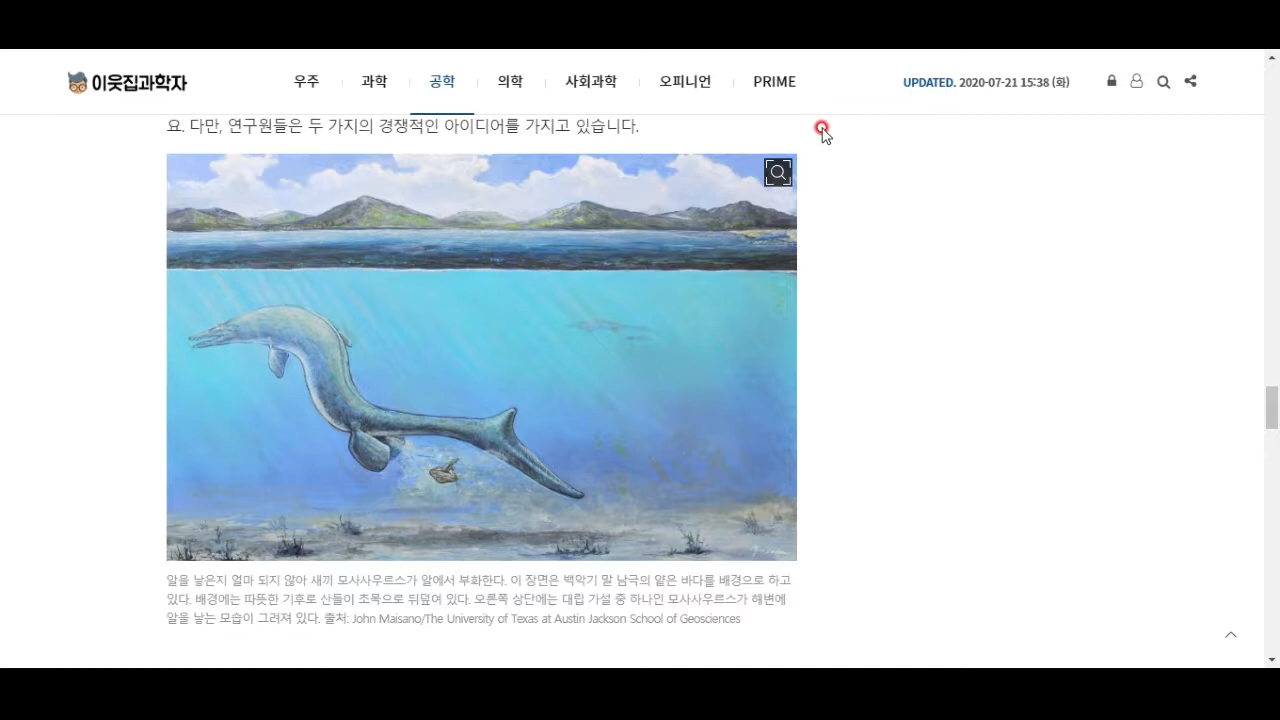 이웃집과학자
우주 과학 공학 의학 사회과학 오피니언 PRIME
UPDATED. 2020-07-21 15:38 (화)
요. 다만, 연구원들은 두 가지의 경쟁적인 아이디어를 가지고 있습니다.
알을 낳은지 얼마 되지 않아 새끼 모사사우르스가 알에서 부화한다. 이 장면은 백악기 말 남극의 얕은 바다를 배경으로 하고
있다. 배경에는 따뜻한 기후로 산들이 초목으로 뒤덮여 있다. 오른쪽 상단에는 대립 가설 중 하나인 모사사우르스가 해변에
알을 낳는 모습이 그려져 있다. 출처: John Maisano/The University of Texas at Austin Jackson School of Geosciences